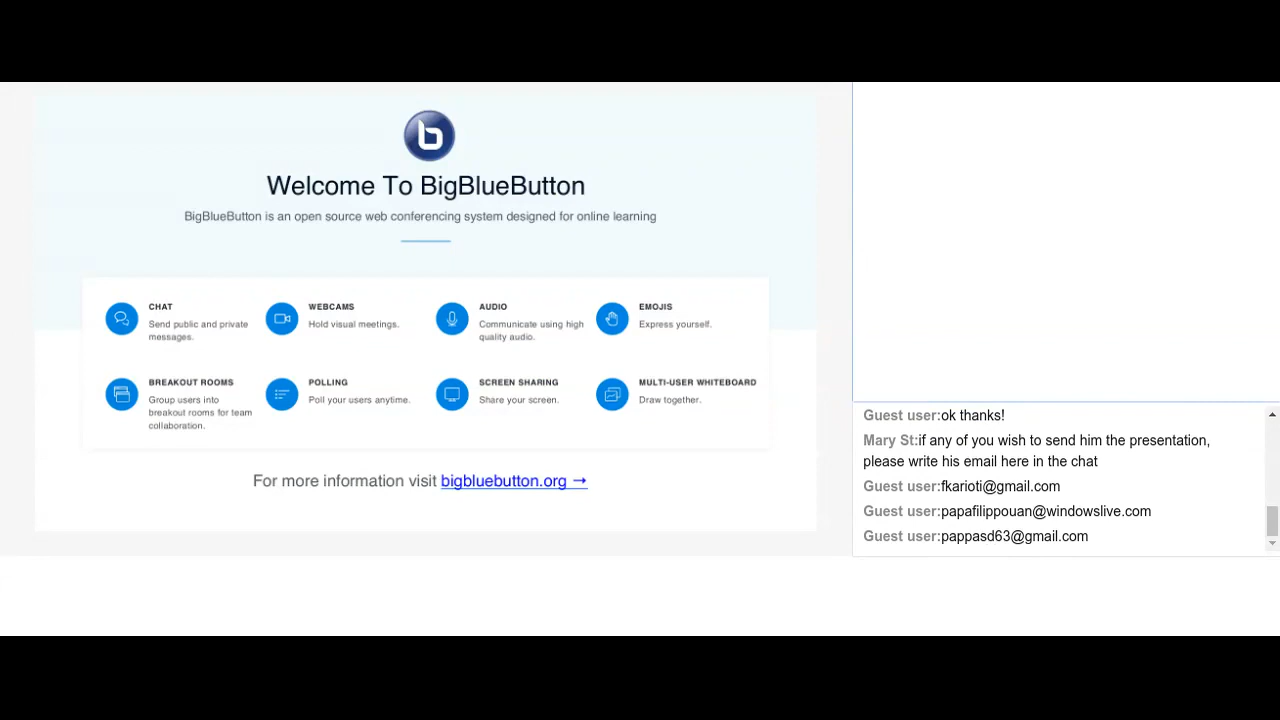 Welcome To BigBlueButton
BigBlueButton is an open source web conferencing system designed for online learning
CHAT
Send public and private
messages.
WEBCAMS
Hold visual meetings.
AUDIO
Communicate using high
quality audio.
EMOJIS
Express yourself.
BREAKOUT ROOMS
Group users into
breakout rooms for team
collaboration.
POLLING
Poll your users anytime.
SCREEN SHARING
Share your screen.
MULTI-USER WHITEBOARD
Draw together.
For more information visit bigbluebutton.org →
Guest user:ok thanks!
Mary St:if any of you wish to send him the presentation,
please write his email here in the chat
Guest user:fkarioti@gmail.com
Guest user:papafilippouan@windowslive.com
Guest user:pappasd63@gmail.com